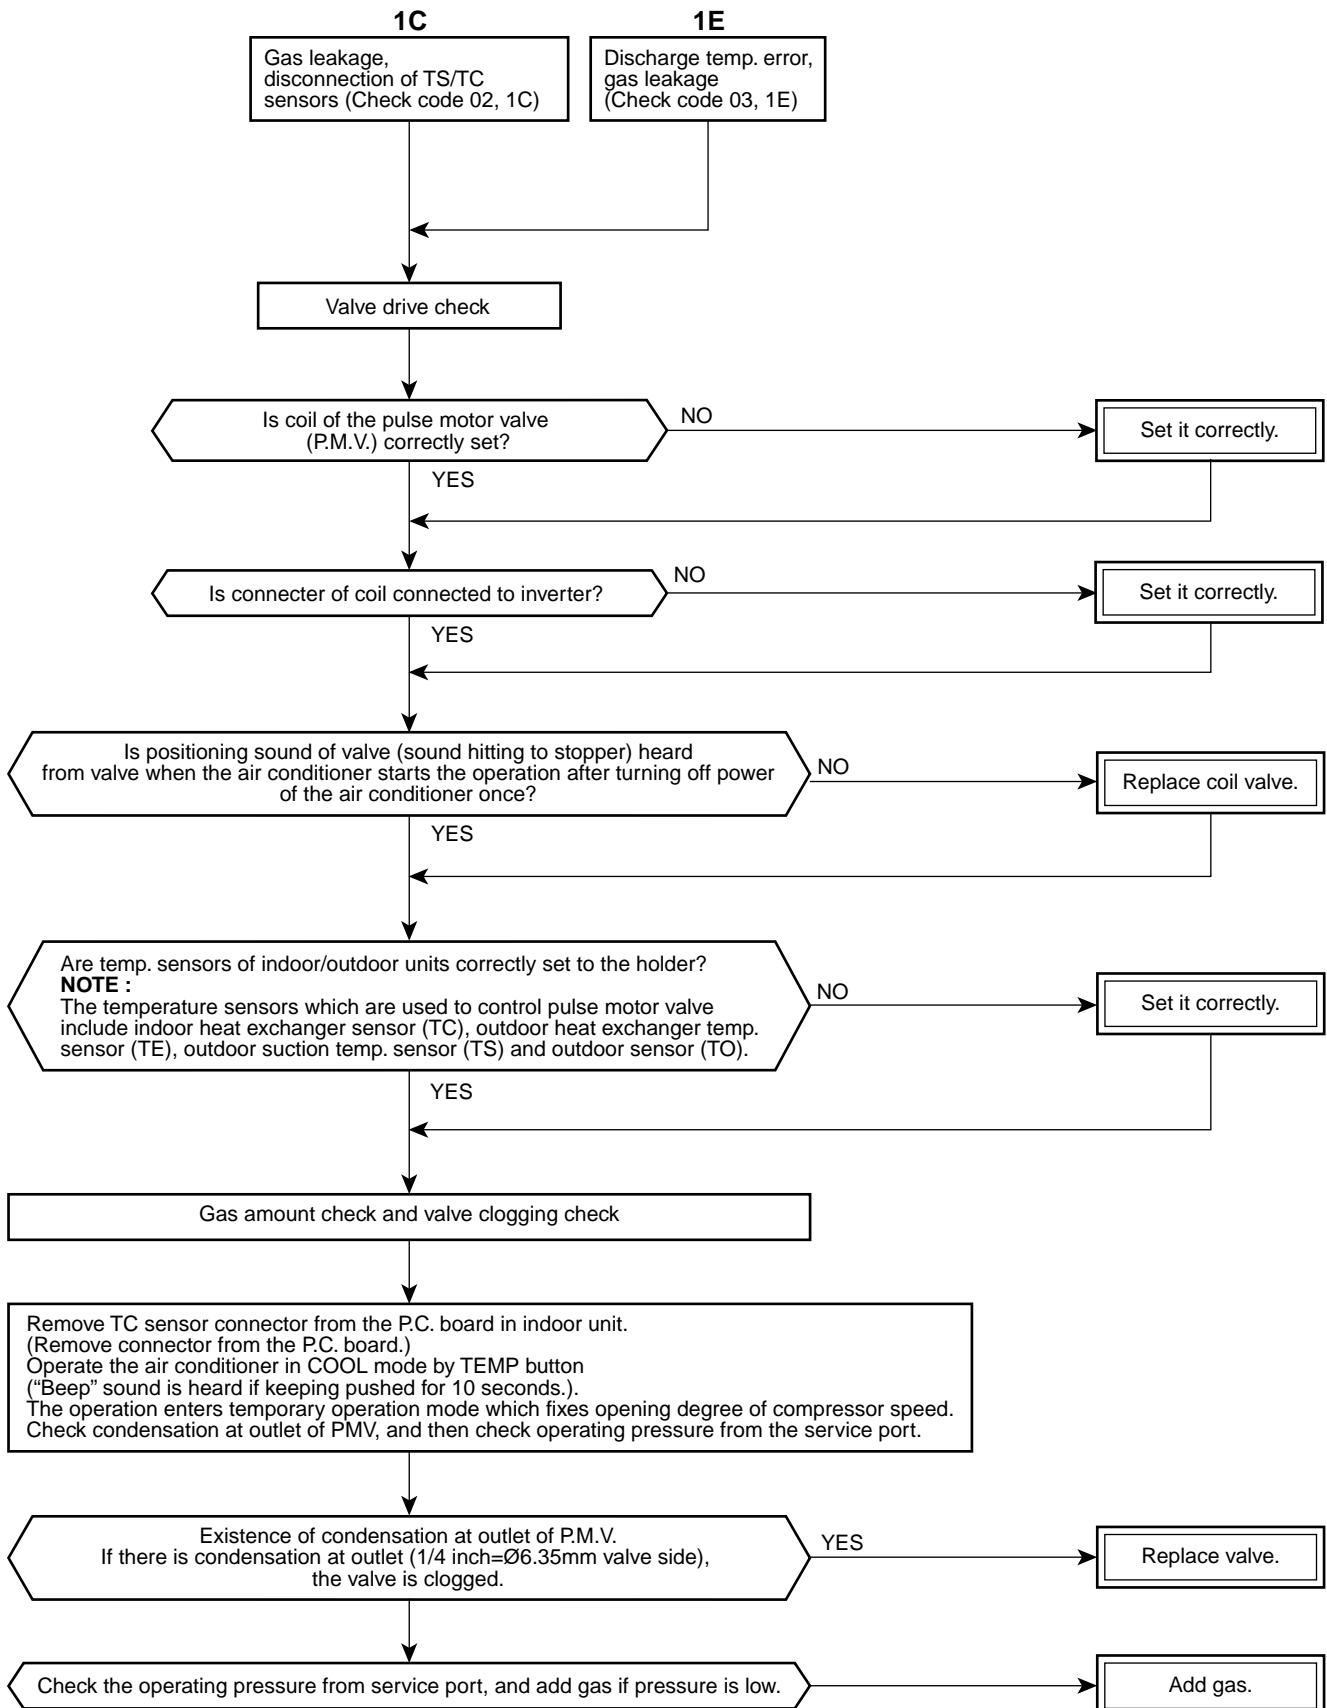 1C
1E
Gas leakage,
disconnection of TS/TC
sensors (Check code 02, 1C)
Discharge temp. error,
gas leakage
(Check code 03, 1E)
Valve drive check
Is coil of the pulse motor valve
(P.M.V.) correctly set?
NO
Set it correctly.
YES
Is connecter of coil connected to inverter?
NO
Set it correctly.
YES
Is positioning sound of valve (sound hitting to stopper) heard
from valve when the air conditioner starts the operation after turning off power
of the air conditioner once?
NO
Replace coil valve.
YES
Are temp. sensors of indoor/outdoor units correctly set to the holder?
NOTE :
The temperature sensors which are used to control pulse motor valve
include indoor heat exchanger sensor (TC), outdoor heat exchanger temp.
sensor (TE), outdoor suction temp. sensor (TS) and outdoor sensor (TO).
NO
Set it correctly.
YES
Gas amount check and valve clogging check
Remove TC sensor connector from the P.C. board in indoor unit.
(Remove connector from the P.C. board.)
Operate the air conditioner in COOL mode by TEMP button
(“Beep” sound is heard if keeping pushed for 10 seconds.).
The operation enters temporary operation mode which fixes opening degree of compressor speed.
Check condensation at outlet of PMV, and then check operating pressure from the service port.
Existence of condensation at outlet of P.M.V.
If there is condensation at outlet (1/4 inch=Ø6.35mm valve side),
the valve is clogged.
YES
Replace valve.
Check the operating pressure from service port, and add gas if pressure is low.
Add gas.